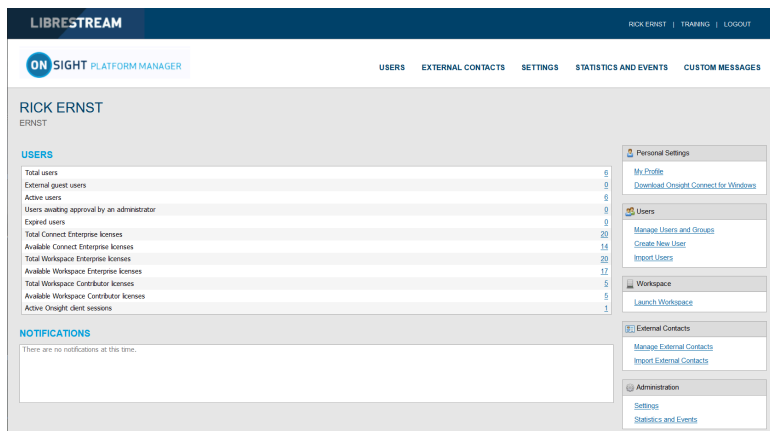 LIBRESTREAM
RICK ERNST | TRAINING | LOGOUT
ON SIGHT PLATFORM MANAGER
USERS EXTERNAL CONTACTS SETTINGS STATISTICS AND EVENTS CUSTOM MESSAGES
RICK ERNST
ERNST
USERS
Total users 6
External guest users 0
Active users 6
Users awaiting approval by an administrator 0
Expired users 0
Total Connect Enterprise licenses 20
Available Connect Enterprise licenses 14
Total Workspace Enterprise licenses 20
Available Workspace Enterprise licenses 17
Total Workspace Contributor licenses 5
Available Workspace Contributor licenses 5
Active Onsight client sessions 1
NOTIFICATIONS
There are no notifications at this time.
Personal Settings
My Profile
Download Onsight Connect for Windows
Users
Manage Users and Groups
Create New User
Import Users
Workspace
Launch Workspace
External Contacts
Manage External Contacts
Import External Contacts
Administration
Settings
Statistics and Events